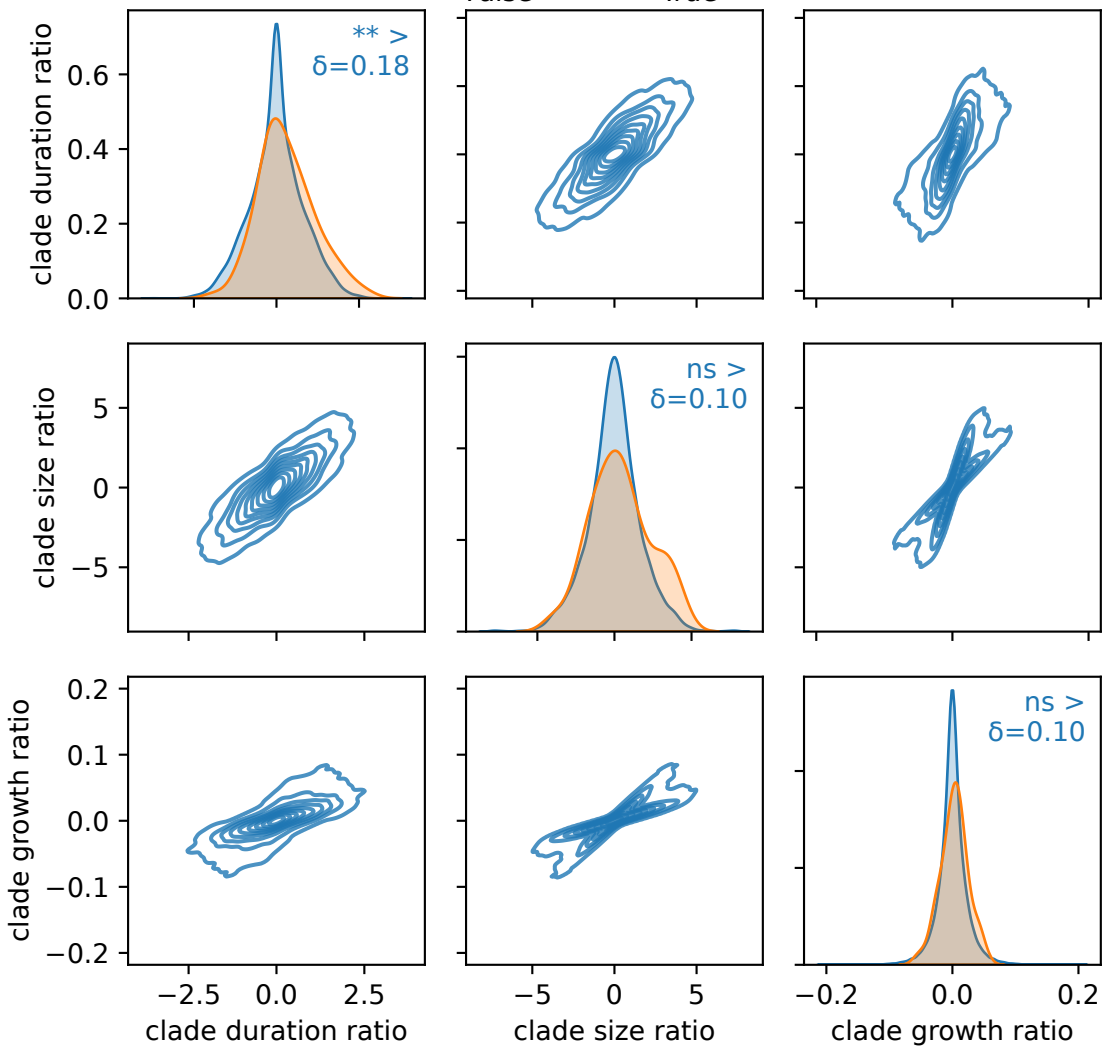 ** >
δ=0.18
clade duration ratio
0.6
0.4
0.2
0.0
ns >
δ=0.10
clade size ratio
5
0
−5
ns >
δ=0.10
clade growth ratio
0.2
0.1
0.0
−0.1
−0.2
−2.5 0.0 2.5
−5 0 5
−0.2 0.0 0.2
clade duration ratio
clade size ratio
clade growth ratio